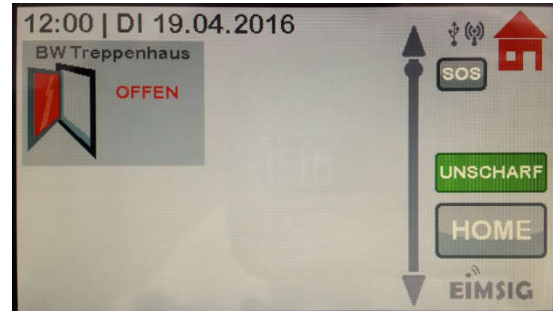 12:00 | DI 19.04.2016
BW Treppenhaus
OFFEN
SOS
UNSCHARF
HOME
EIMSIG